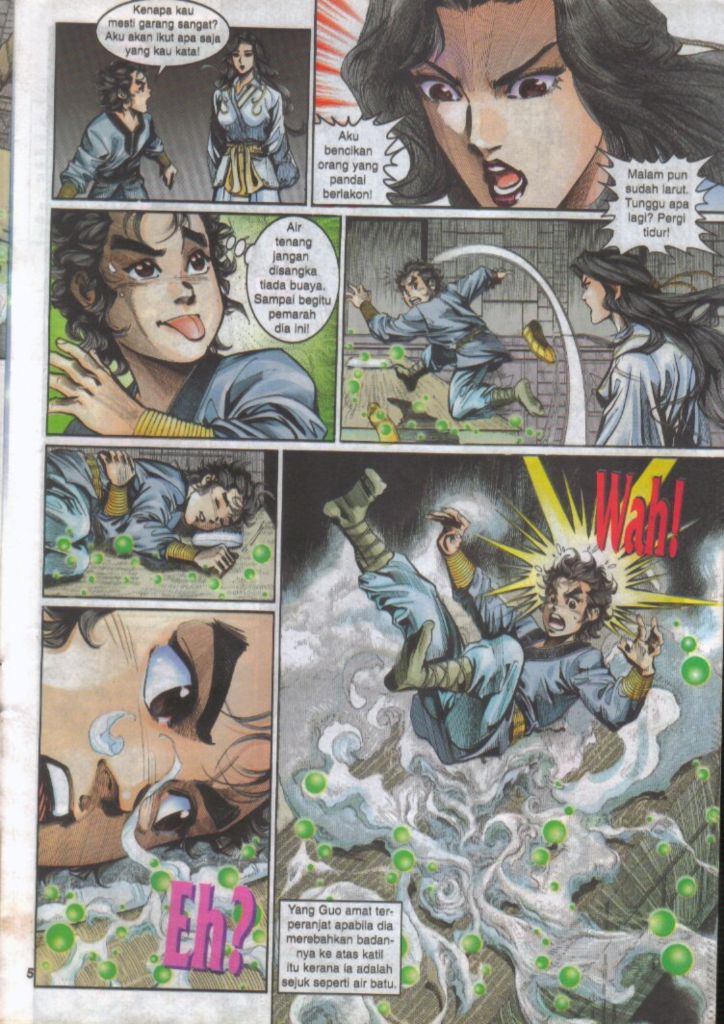 Kenapa kau
mesti garang sangat?
Aku akan ikut apa saja
yang kau kata!
Aku
bencikan
orang yang
pandai
berlakon!
Malam pun
sudah larut.
Tunggu apa
lagi? Pergi
tidur!
Air
tenang
jangan
disangka
tiada buaya.
Sampai begitu
pemarah
dia ini!
Wah!
Eh?
Yang Guo amat ter-
peranjat apabila dia
merebahkan badan-
nya ke atas katil
itu kerana ia adalah
sejuk seperti air batu.
5